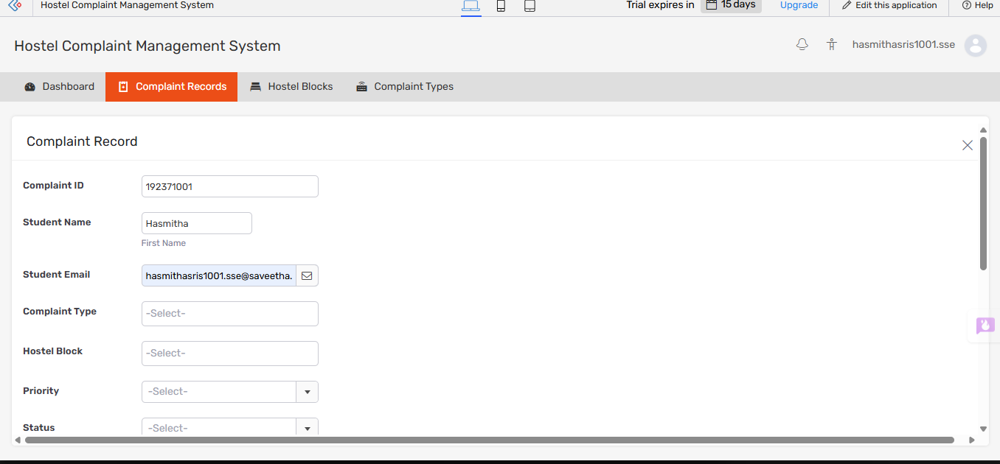 Hostel Complaint Management System
Trial expires in 15 days Upgrade Edit this application Help
Hostel Complaint Management System
hasmithasris1001.sse
Dashboard Complaint Records Hostel Blocks Complaint Types
Complaint Record
Complaint ID 192371001
Student Name Hasmitha
First Name
Student Email hasmithasris1001.sse@saveetha.
Complaint Type -Select-
Hostel Block -Select-
Priority -Select-
Status -Select-